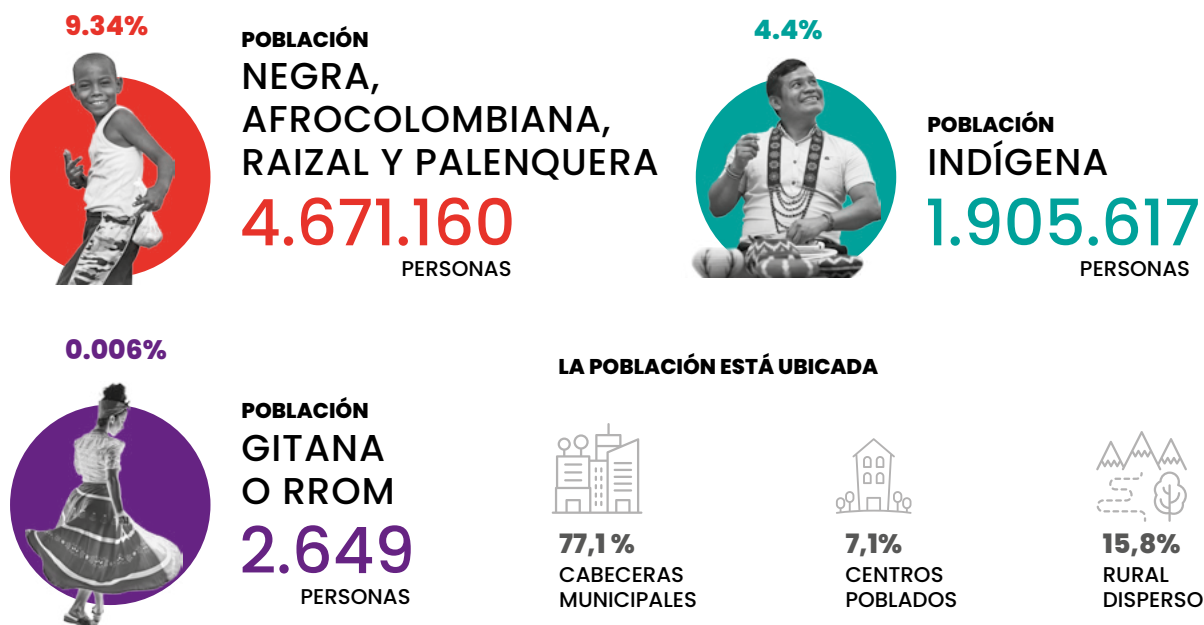 9.34%
POBLACIÓN
NEGRA,
AFROCOLOMBIANA,
RAIZAL Y PALENQUERA
4.671.160
PERSONAS
4.4%
POBLACIÓN
INDÍGENA
1.905.617
PERSONAS
0.006%
POBLACIÓN
GITANA
O RROM
2.649
PERSONAS
LA POBLACIÓN ESTÁ UBICADA
77,1%
CABECERAS
MUNICIPALES
7,1%
CENTROS
POBLADOS
15,8%
RURAL
DISPERSO